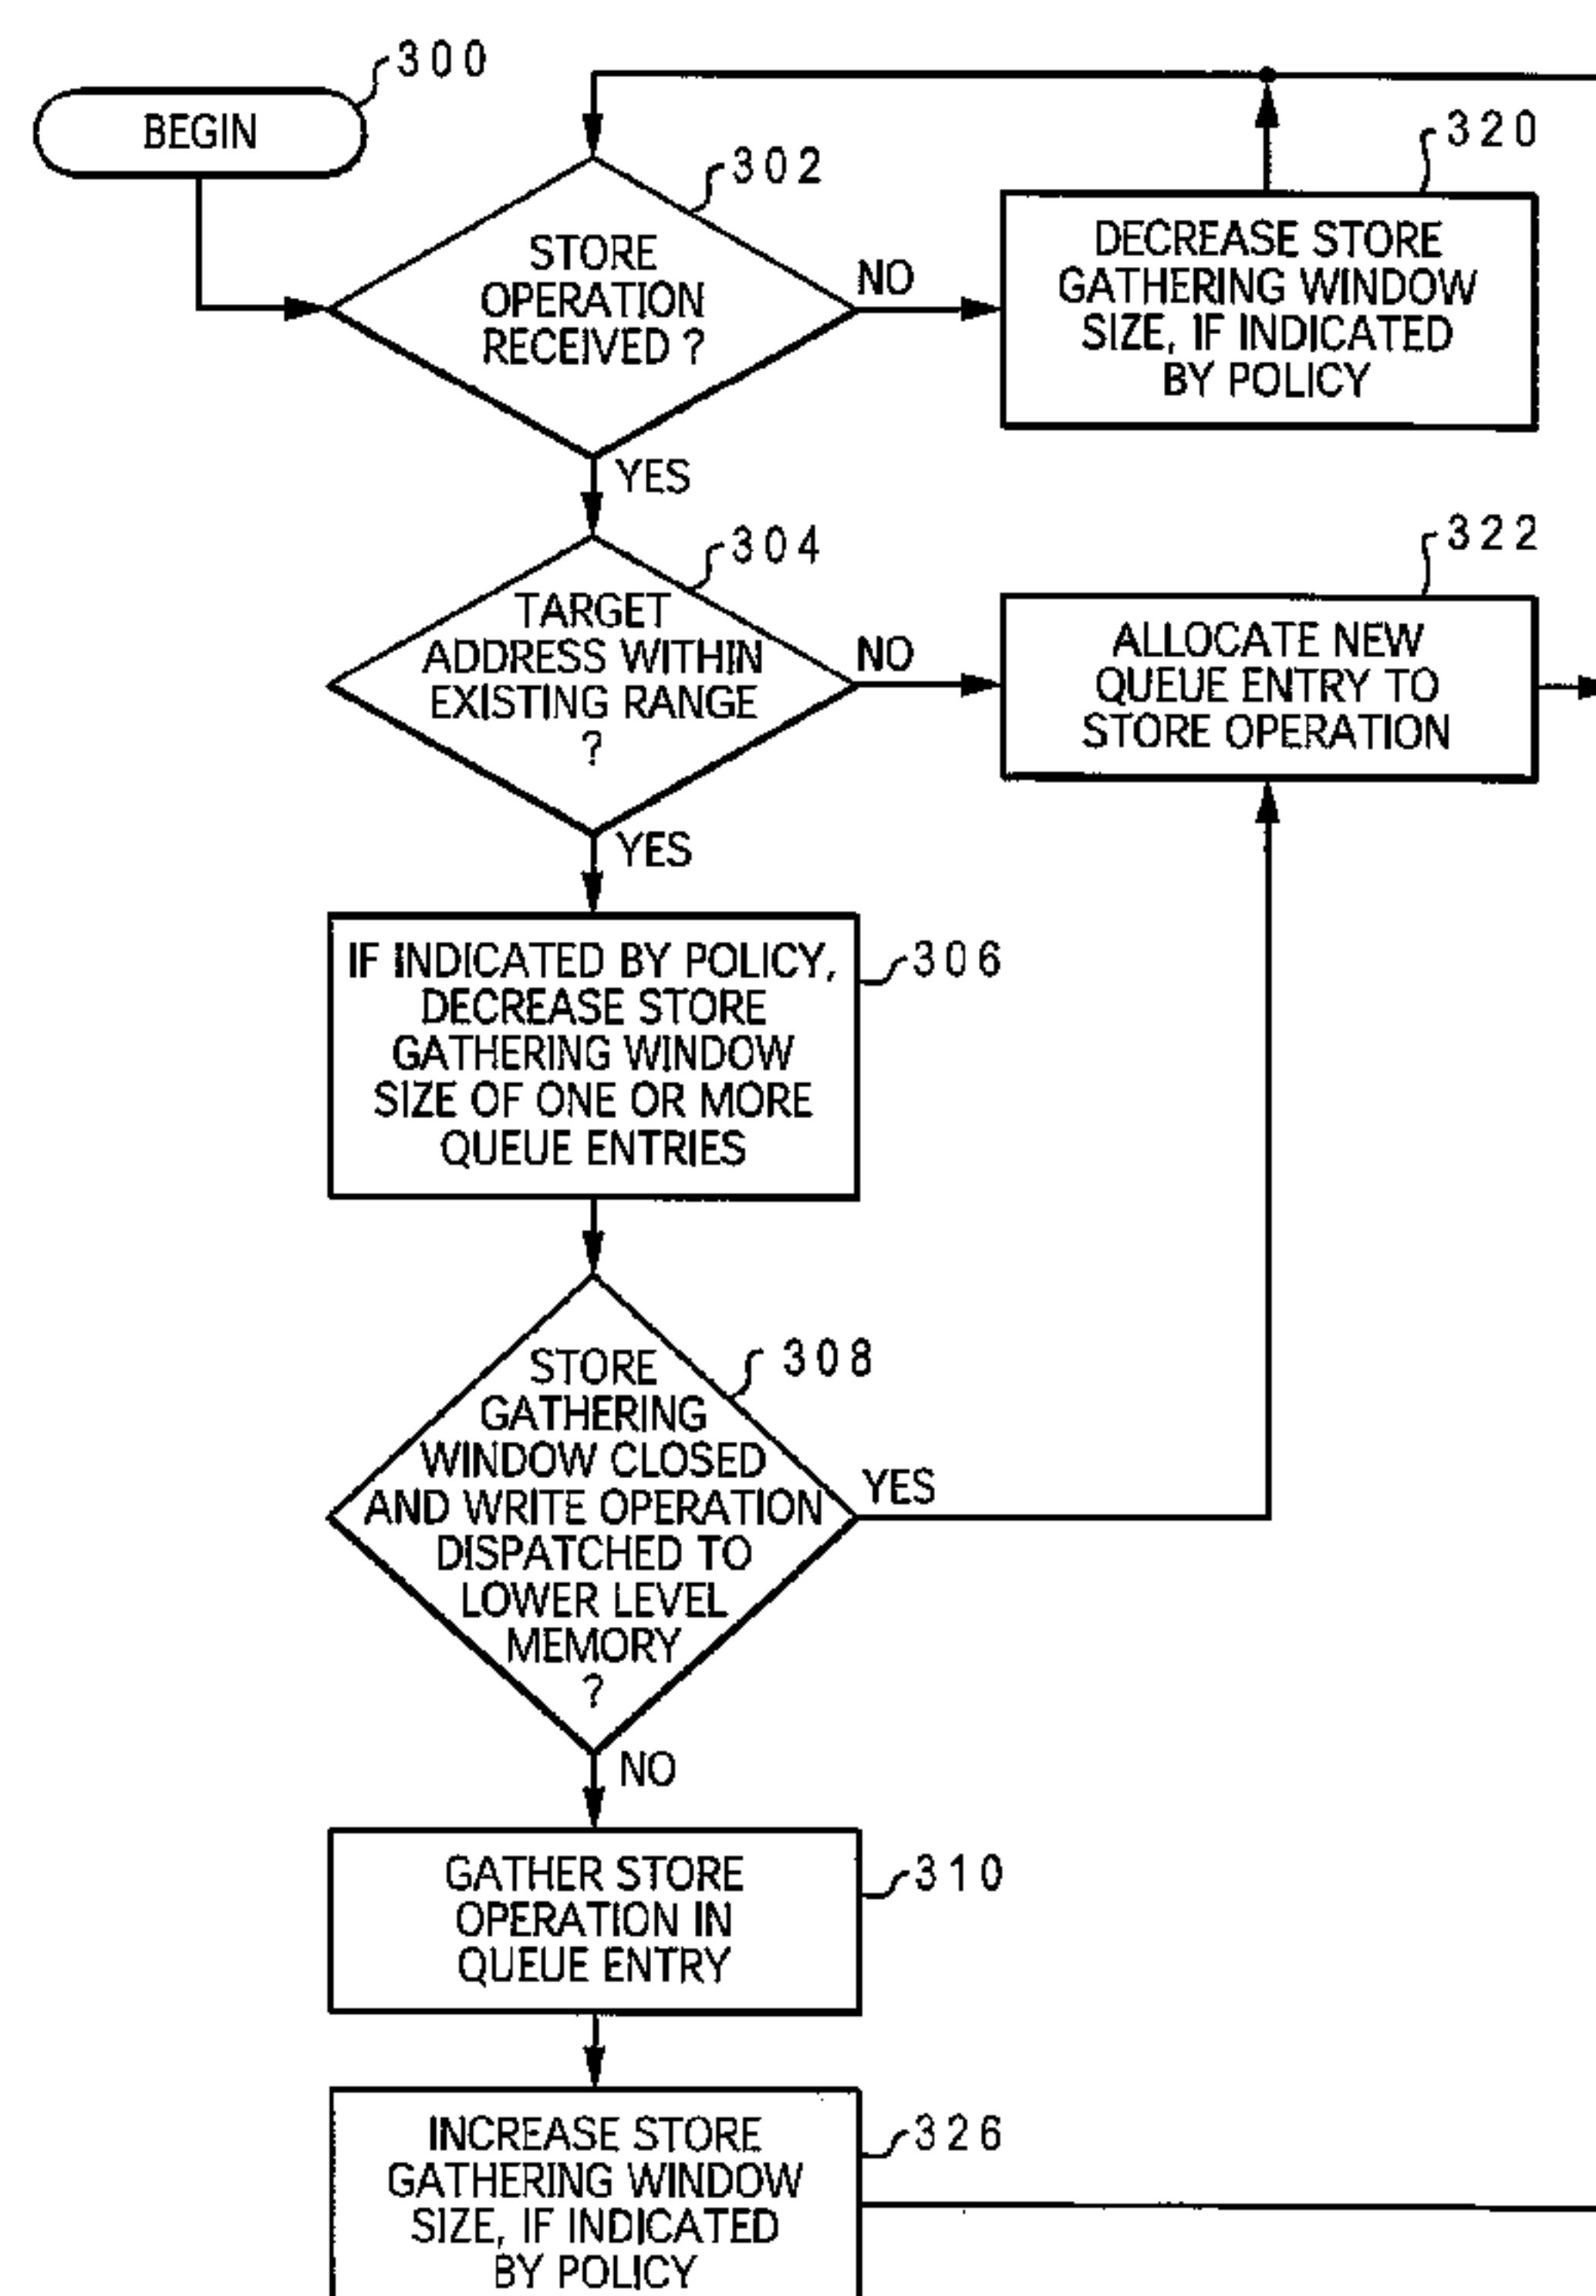 300
BEGIN
302
STORE
OPERATION
RECEIVED ?
NO
YES
320
DECREASE STORE
GATHERING WINDOW
SIZE, IF INDICATED
BY POLICY
304
TARGET
ADDRESS WITHIN
EXISTING RANGE
?
NO
YES
322
ALLOCATE NEW
QUEUE ENTRY TO
STORE OPERATION
IF INDICATED BY POLICY,
DECREASE STORE
GATHERING WINDOW
SIZE OF ONE OR MORE
QUEUE ENTRIES
306
308
STORE
GATHERING
WINDOW CLOSED
AND WRITE OPERATION
DISPATCHED TO
LOWER LEVEL
MEMORY
?
YES
NO
GATHER STORE
OPERATION IN
QUEUE ENTRY
310
INCREASE STORE
GATHERING WINDOW
SIZE, IF INDICATED
BY POLICY
326